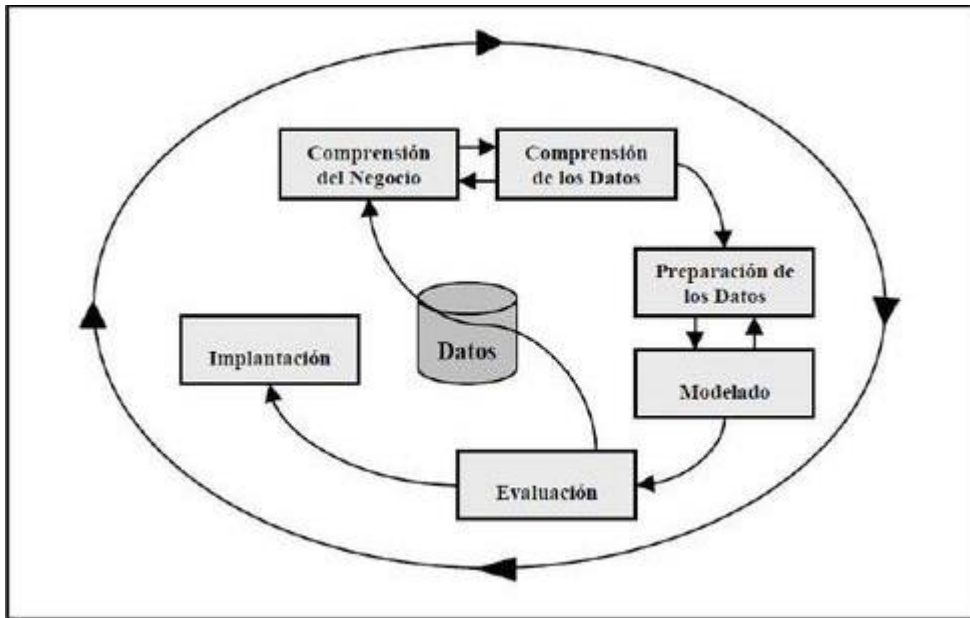 Comprensión
del Negocio
Comprensión
de los Datos
Preparación de
los Datos
Implantación
Datos
Modelado
Evaluación